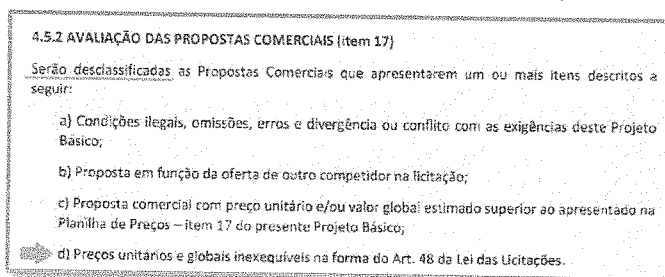 4.5.2 AVALIAÇÃO DAS PROPOSTAS COMERCIAIS (item 17)
Serão desclassificadas as Propostas Comerciais que apresentarem um ou mais itens descritos a
seguir:
a) Condições ilegais, omissões, erros e divergência ou conflito com as exigências deste Projeto
Básico;
b) Proposta em função da oferta de outro competidor na licitação;
c) Proposta comercial com preço unitário e/ou valor global estimado superior ao apresentado na
Planilha de Preços – item 17 do presente Projeto Básico;
d) Preços unitários e globais inexequíveis na forma do Art. 48 da Lei das Licitações.